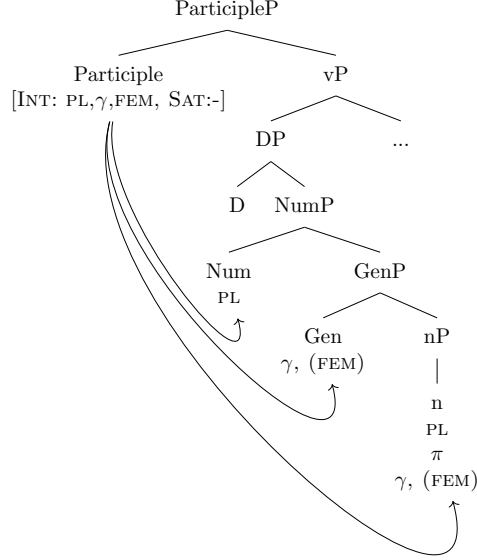 ParticipleP
Participle vP
[INT: PL,γ,FEM, SAT:-]
DP ...
D NumP
Num GenP
PL
Gen nP
γ, (FEM)
n
PL
π
γ, (FEM)